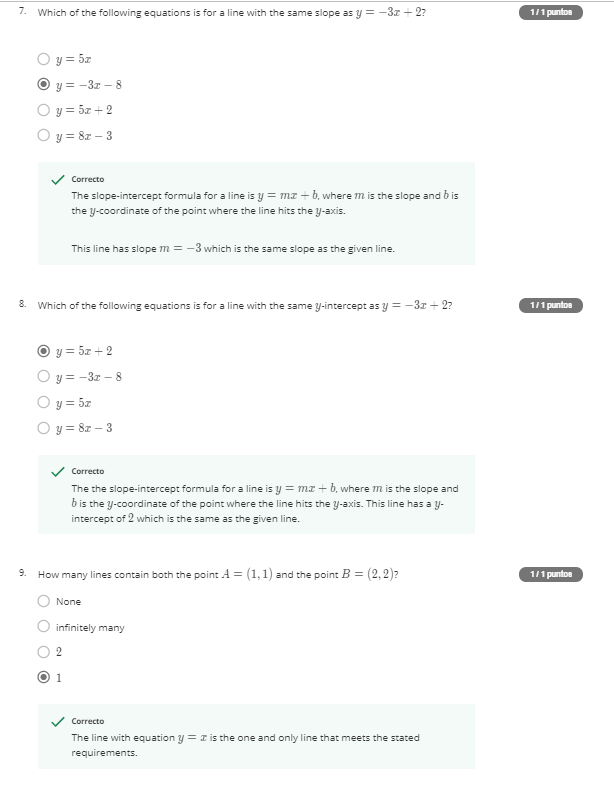 7. Which of the following equations is for a line with the same slope as y = −3x + 2?
1 / 1 puntos
y = 5x
y = −3x − 8
y = 5x + 2
y = 8x − 3
Correcto
The slope-intercept formula for a line is y = mx + b, where m is the slope and b is
the y-coordinate of the point where the line hits the y-axis.
This line has slope m = −3 which is the same slope as the given line.
8. Which of the following equations is for a line with the same y-intercept as y = −3x + 2?
1 / 1 puntos
y = 5x + 2
y = −3x − 8
y = 5x
y = 8x − 3
Correcto
The the slope-intercept formula for a line is y = mx + b, where m is the slope and
b is the y-coordinate of the point where the line hits the y-axis. This line has a y-
intercept of 2 which is the same as the given line.
9. How many lines contain both the point A = (1, 1) and the point B = (2, 2)?
1 / 1 puntos
None
infinitely many
2
1
Correcto
The line with equation y = x is the one and only line that meets the stated
requirements.